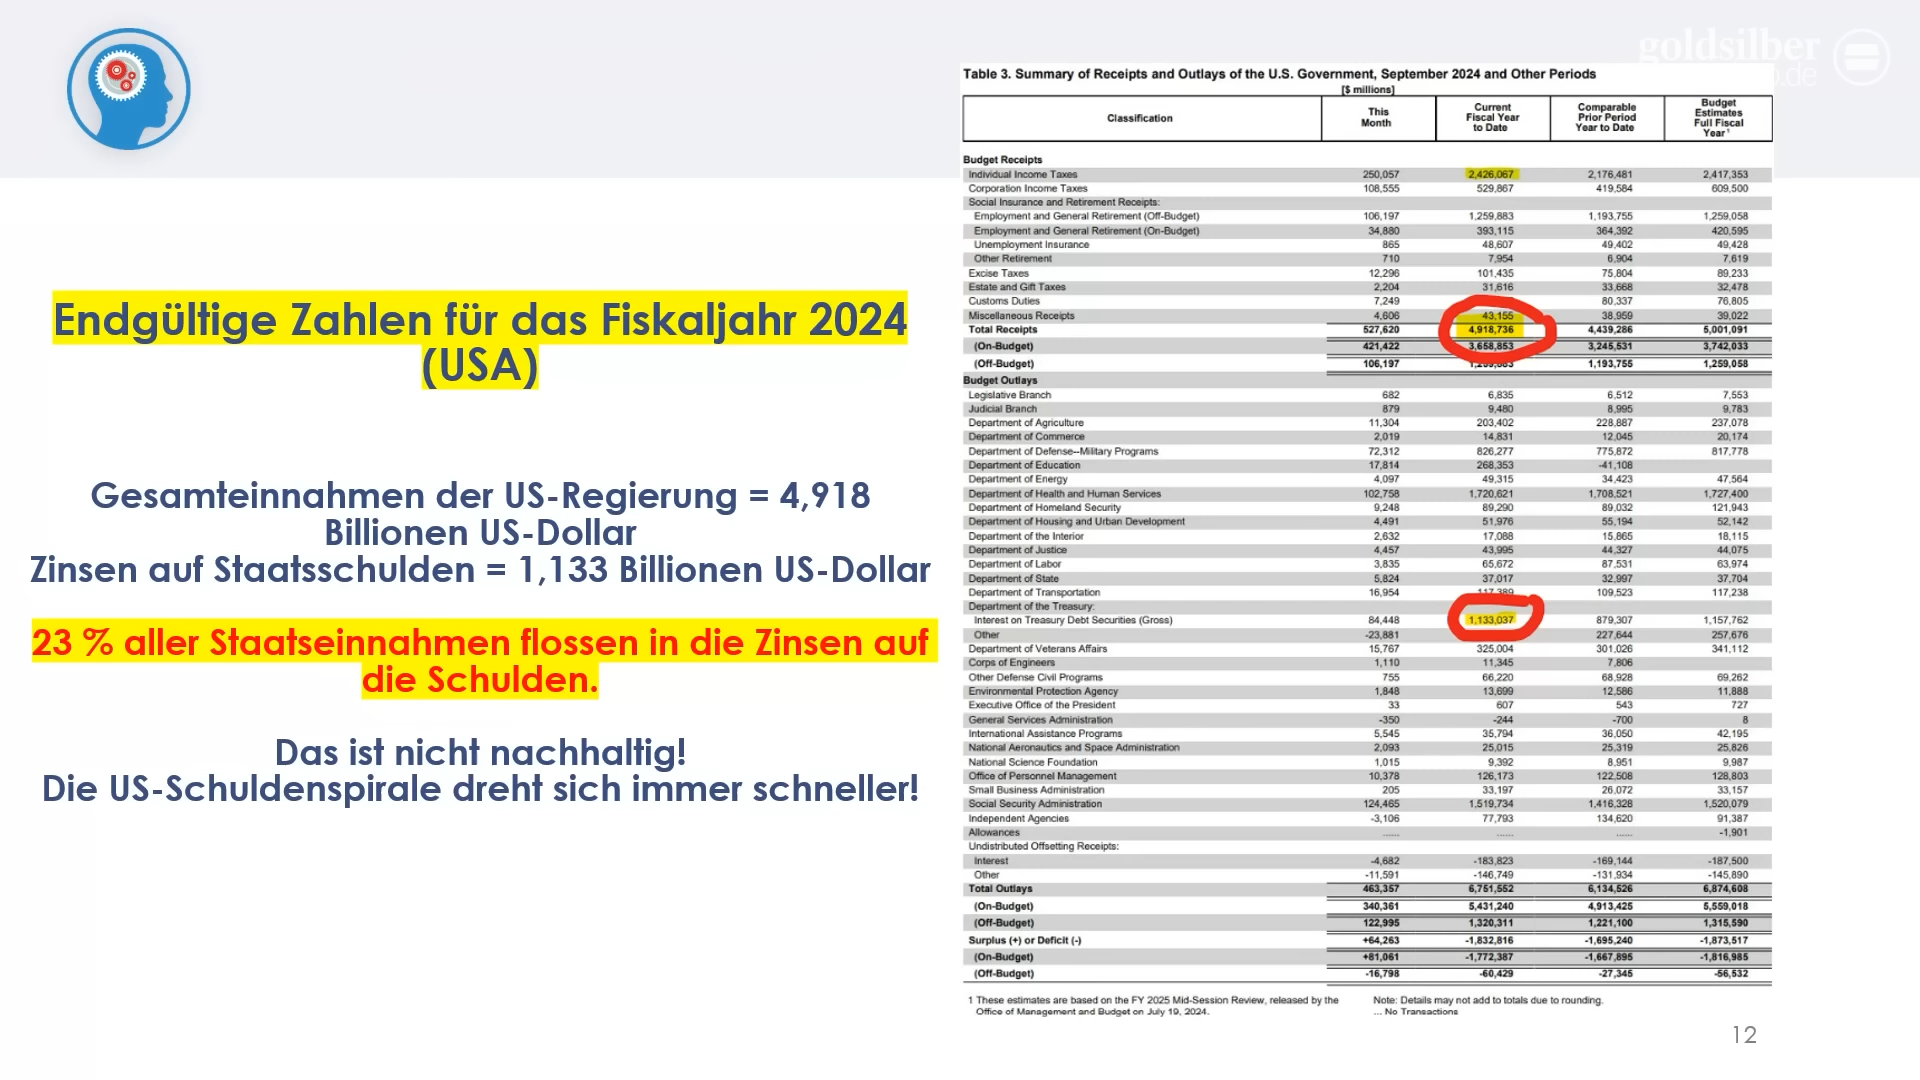 goldsilber
.de
Endgültige Zahlen für das Fiskaljahr 2024
(USA)
Gesamteinnahmen der US-Regierung = 4,918
Billionen US-Dollar
Zinsen auf Staatsschulden = 1,133 Billionen US-Dollar
23 % aller Staatseinnahmen flossen in die Zinsen auf
die Schulden.
Das ist nicht nachhaltig!
Die US-Schuldenspirale dreht sich immer schneller!
Table 3. Summary of Receipts and Outlays of the U.S. Government, September 2024 and Other Periods
[$ millions]
Classification This Month Current Fiscal Year to Date Comparable Prior Period Year to Date Budget Estimates Full Fiscal Year 1
Budget Receipts
Individual Income Taxes 250,057 2,426,067 2,176,481 2,417,353
Corporation Income Taxes 108,555 529,867 419,584 609,500
Social Insurance and Retirement Receipts:
Employment and General Retirement (Off-Budget) 106,197 1,259,883 1,193,755 1,259,058
Employment and General Retirement (On-Budget) 34,880 393,115 364,392 420,595
Unemployment Insurance 865 48,607 49,402 49,428
Other Retirement 710 7,954 6,904 7,619
Excise Taxes 12,296 101,435 75,804 89,233
Estate and Gift Taxes 2,204 31,616 33,668 32,478
Customs Duties 7,249 80,337 76,805
Miscellaneous Receipts 4,606 43,155 38,959 39,022
Total Receipts 527,620 4,918,736 4,439,286 5,001,091
(On-Budget) 421,422 3,658,853 3,245,531 3,742,033
(Off-Budget) 106,197 1,259,883 1,193,755 1,259,058
Budget Outlays
Legislative Branch 682 6,835 6,512 7,553
Judicial Branch 879 9,480 8,995 9,783
Department of Agriculture 11,304 203,402 228,887 237,078
Department of Commerce 2,019 14,831 12,045 20,174
Department of Defense--Military Programs 72,312 826,277 775,872 817,778
Department of Education 17,814 268,353 -41,108
Department of Energy 4,097 49,315 34,423 47,564
Department of Health and Human Services 102,758 1,720,621 1,708,521 1,727,400
Department of Homeland Security 9,248 89,290 89,032 121,943
Department of Housing and Urban Development 4,491 51,976 55,194 52,142
Department of the Interior 2,632 17,088 15,865 18,115
Department of Justice 4,457 43,995 44,327 44,075
Department of Labor 3,835 65,672 87,531 63,974
Department of State 5,824 37,017 32,997 37,704
Department of Transportation 16,954 117,389 109,523 117,238
Department of the Treasury:
Interest on Treasury Debt Securities (Gross) 84,448 1,133,037 879,307 1,157,762
Other -23,881 227,644 257,676
Department of Veterans Affairs 15,767 325,004 301,026 341,112
Corps of Engineers 1,110 11,345 7,806
Other Defense Civil Programs 755 66,220 68,928 69,262
Environmental Protection Agency 1,848 13,699 12,586 11,888
Executive Office of the President 33 607 543 727
General Services Administration -350 -244 -700 8
International Assistance Programs 5,545 35,794 36,050 42,195
National Aeronautics and Space Administration 2,093 25,015 25,319 25,826
National Science Foundation 1,015 9,392 8,951 9,987
Office of Personnel Management 10,378 126,173 122,508 128,803
Small Business Administration 205 33,197 26,072 33,157
Social Security Administration 124,465 1,519,734 1,416,328 1,520,079
Independent Agencies -3,106 77,793 134,620 91,387
Allowances ...... ...... ...... -1,901
Undistributed Offsetting Receipts:
Interest -4,682 -183,823 -169,144 -187,500
Other -11,591 -146,749 -131,934 -145,890
Total Outlays 463,357 6,751,552 6,134,526 6,874,608
(On-Budget) 340,361 5,431,240 4,913,425 5,559,018
(Off-Budget) 122,995 1,320,311 1,221,100 1,315,590
Surplus (+) or Deficit (-) +64,263 -1,832,816 -1,695,240 -1,873,517
(On-Budget) +81,061 -1,772,387 -1,667,895 -1,816,985
(Off-Budget) -16,798 -60,429 -27,345 -56,532
1 These estimates are based on the FY 2025 Mid-Session Review, released by the
Office of Management and Budget on July 19, 2024.
Note: Details may not add to totals due to rounding.
... No Transactions
12